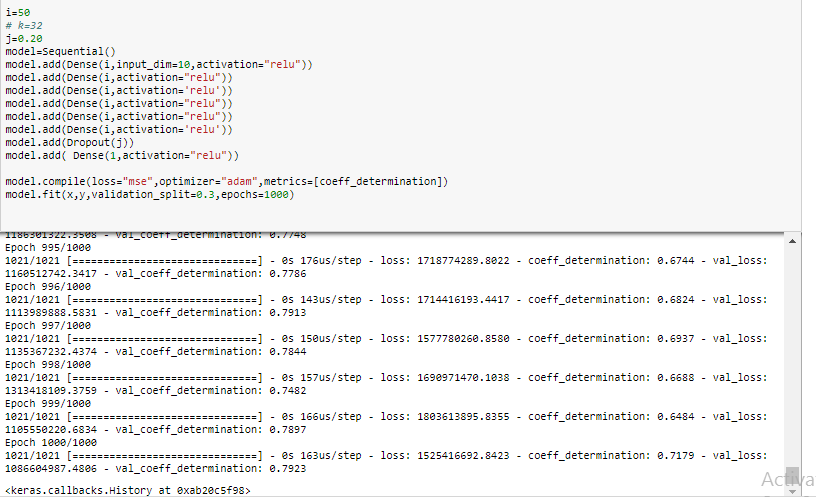 i=50
# k=32
j=0.20
model=Sequential()
model.add(Dense(i,input_dim=10,activation="relu"))
model.add(Dense(i,activation="relu"))
model.add(Dense(i,activation='relu'))
model.add(Dense(i,activation="relu"))
model.add(Dense(i,activation="relu"))
model.add(Dense(i,activation='relu'))
model.add(Dropout(j))
model.add( Dense(1,activation="relu"))
model.compile(loss="mse",optimizer="adam",metrics=[coeff_determination])
model.fit(x,y,validation_split=0.3,epochs=1000)
1186301322.3508 - val_coeff_determination: 0.7748
Epoch 995/1000
1021/1021 [==============================] - 0s 176us/step - loss: 1718774289.8022 - coeff_determination: 0.6744 - val_loss:
1160512742.3417 - val_coeff_determination: 0.7786
Epoch 996/1000
1021/1021 [==============================] - 0s 143us/step - loss: 1714416193.4417 - coeff_determination: 0.6824 - val_loss:
1113989888.5831 - val_coeff_determination: 0.7913
Epoch 997/1000
1021/1021 [==============================] - 0s 150us/step - loss: 1577780260.8580 - coeff_determination: 0.6937 - val_loss:
1135367232.4374 - val_coeff_determination: 0.7844
Epoch 998/1000
1021/1021 [==============================] - 0s 157us/step - loss: 1690971470.1038 - coeff_determination: 0.6688 - val_loss:
1313418109.3759 - val_coeff_determination: 0.7482
Epoch 999/1000
1021/1021 [==============================] - 0s 166us/step - loss: 1803613895.8355 - coeff_determination: 0.6484 - val_loss:
1105550220.6834 - val_coeff_determination: 0.7897
Epoch 1000/1000
1021/1021 [==============================] - 0s 163us/step - loss: 1525416692.8423 - coeff_determination: 0.7179 - val_loss:
1086604987.4806 - val_coeff_determination: 0.7923
Activa
<keras.callbacks.History at 0xab20c5f98>